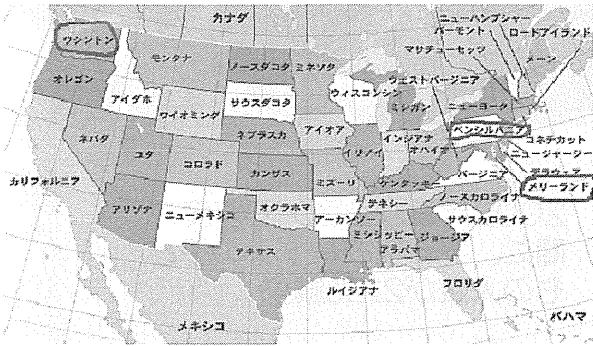 カナダ
ニューハンプシャー
バーモント
ロードアイランド
マサチューセッツ
メーン
ワシントン
モンタナ
ノースダコタ
ミネソタ
オレゴン
アイダホ
ワイオミング
サウスダコタ
ウィスコンシン
ウェストバージニア
ミシガン
ニューヨーク
ペンシルバニア
コネチカット
ニュージャージー
デラウェア
メリーランド
ネバダ
ユタ
コロラド
ネブラスカ
アイオア
イリノイ
インジアナ
オハイオ
バージニア
カリフォルニア
カンザス
ミズーリ
ケンタッキー
ノースカロライナ
アリゾナ
ニューメキシコ
オクラホマ
アーカンソー
テネシー
サウスカロライナ
テキサス
ミシシッピー
アラバマ
ジョージア
ルイジアナ
フロリダ
メキシコ
バハマ